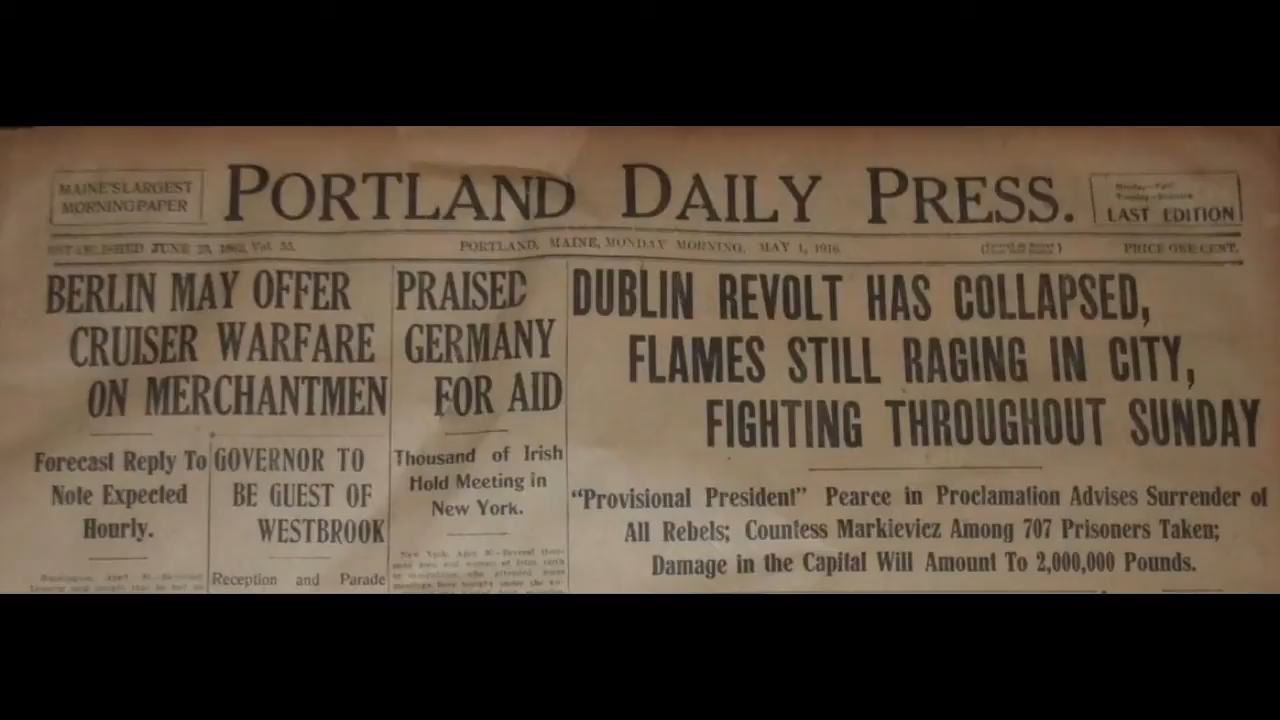 MAINE'S LARGEST
MORNING PAPER
PORTLAND DAILY PRESS.
LAST EDITION
ESTABLISHED JUNE 23, 1862, Vol. 55.
PORTLAND, MAINE, MONDAY MORNING, MAY 1, 1916.
PRICE ONE CENT.
BERLIN MAY OFFER
CRUISER WARFARE
ON MERCHANTMEN
Forecast Reply To
Note Expected
Hourly.
GOVERNOR TO
BE GUEST OF
WESTBROOK
Reception and Parade
PRAISED
GERMANY
FOR AID
Thousand of Irish
Hold Meeting in
New York.
DUBLIN REVOLT HAS COLLAPSED,
FLAMES STILL RAGING IN CITY,
FIGHTING THROUGHOUT SUNDAY
"Provisional President" Pearce in Proclamation Advises Surrender of
All Rebels; Countess Markievicz Among 707 Prisoners Taken;
Damage in the Capital Will Amount To 2,000,000 Pounds.